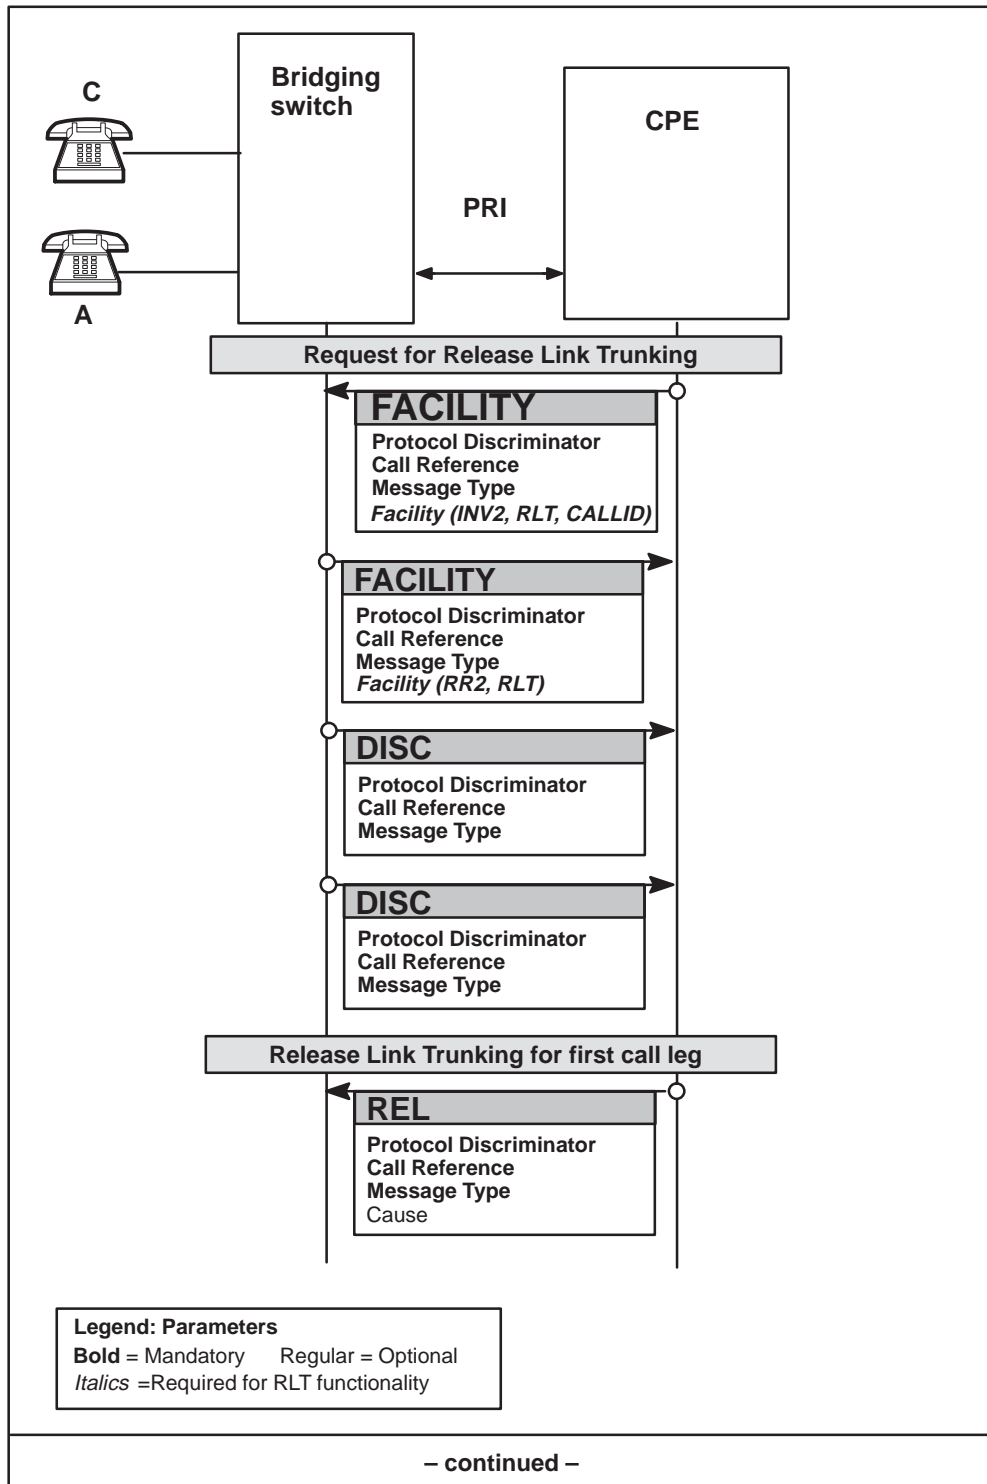 Bridging
switch
C
CPE
PRI
A
Request for Release Link Trunking
FACILITY
Protocol Discriminator
Call Reference
Message Type
Facility (INV2, RLT, CALLID)
FACILITY
Protocol Discriminator
Call Reference
Message Type
Facility (RR2, RLT)
DISC
Protocol Discriminator
Call Reference
Message Type
DISC
Protocol Discriminator
Call Reference
Message Type
Release Link Trunking for first call leg
REL
Protocol Discriminator
Call Reference
Message Type
Cause
Legend: Parameters
Bold = Mandatory Regular = Optional
Italics =Required for RLT functionality
– continued –